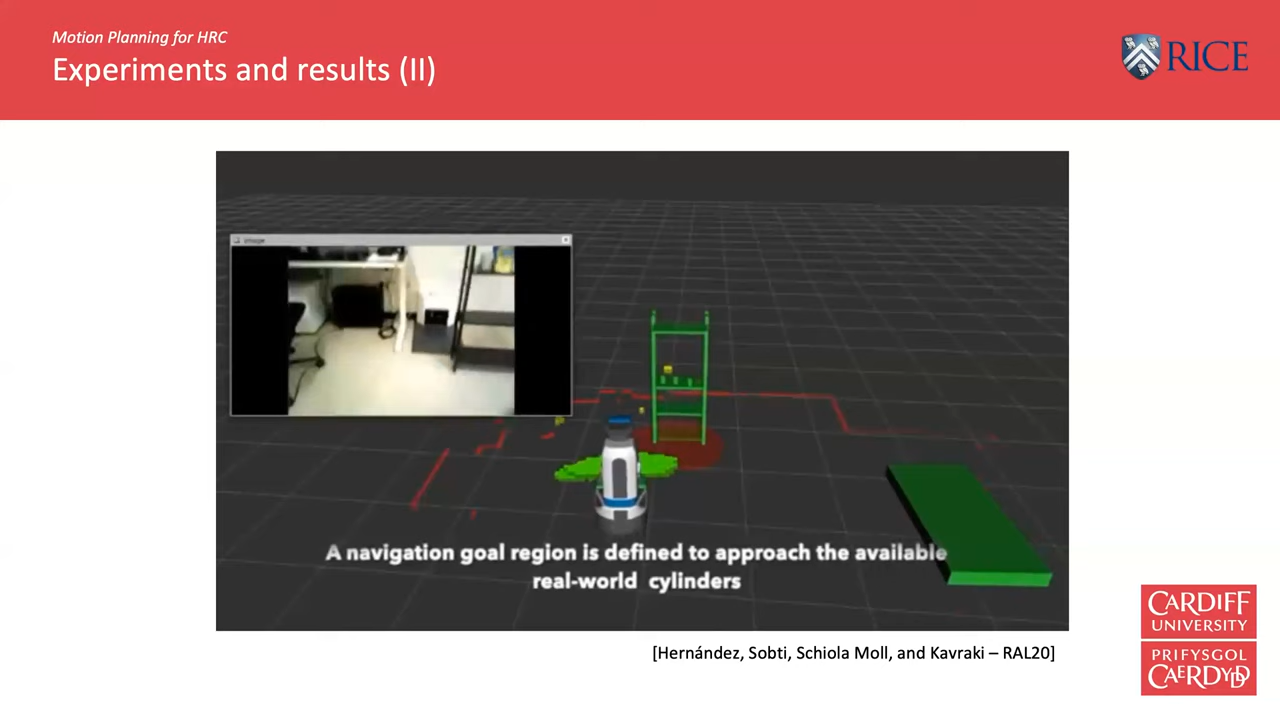 Motion Planning for HRC
Experiments and results (II)
RICE
Image
A navigation goal region is defined to approach the available
real-world cylinders
[Hernández, Sobti, Schiola Moll, and Kavraki – RAL20]
CARDIFF
UNIVERSITY
PRIFYSGOL
CAERDYDD